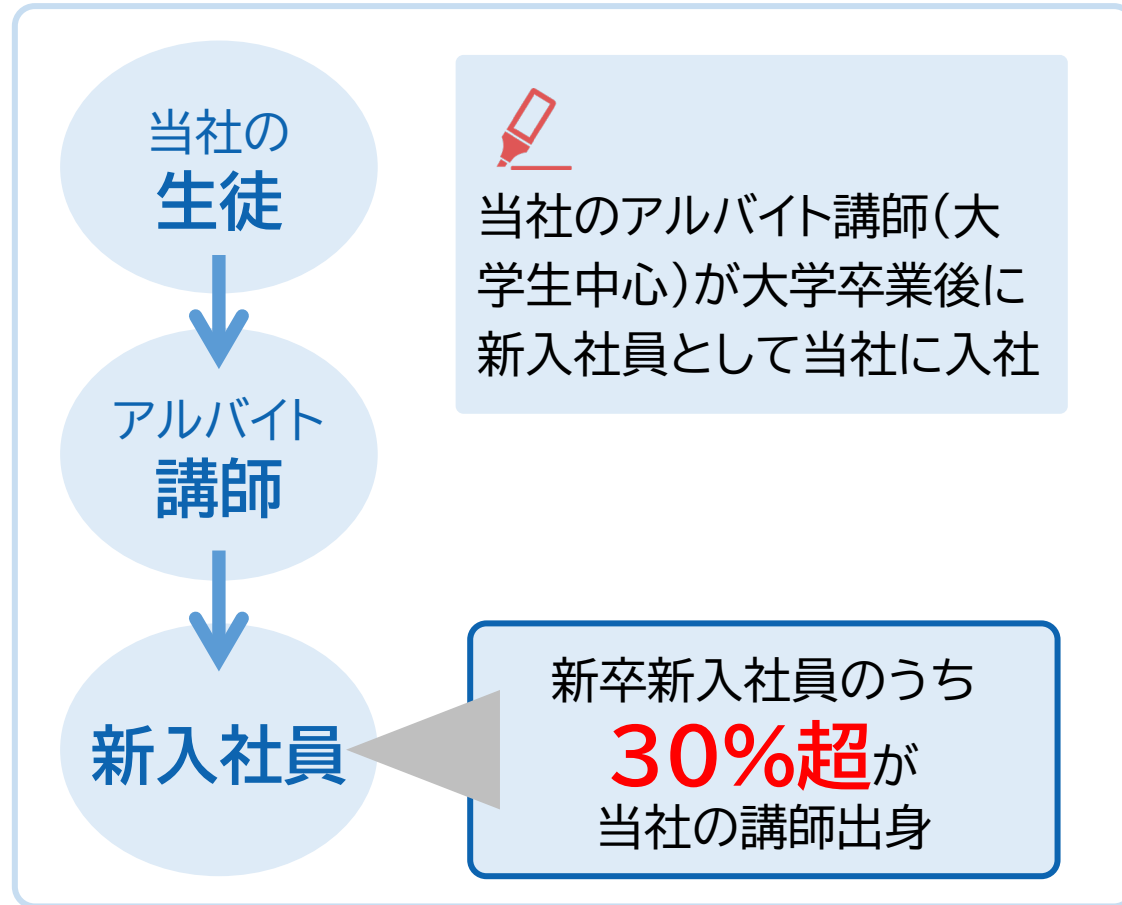 当社の
生徒
アルバイト
講師
新入社員
当社のアルバイト講師(大
学生中心)が大学卒業後に
新入社員として当社に入社
新卒新入社員のうち
30%超が
当社の講師出身